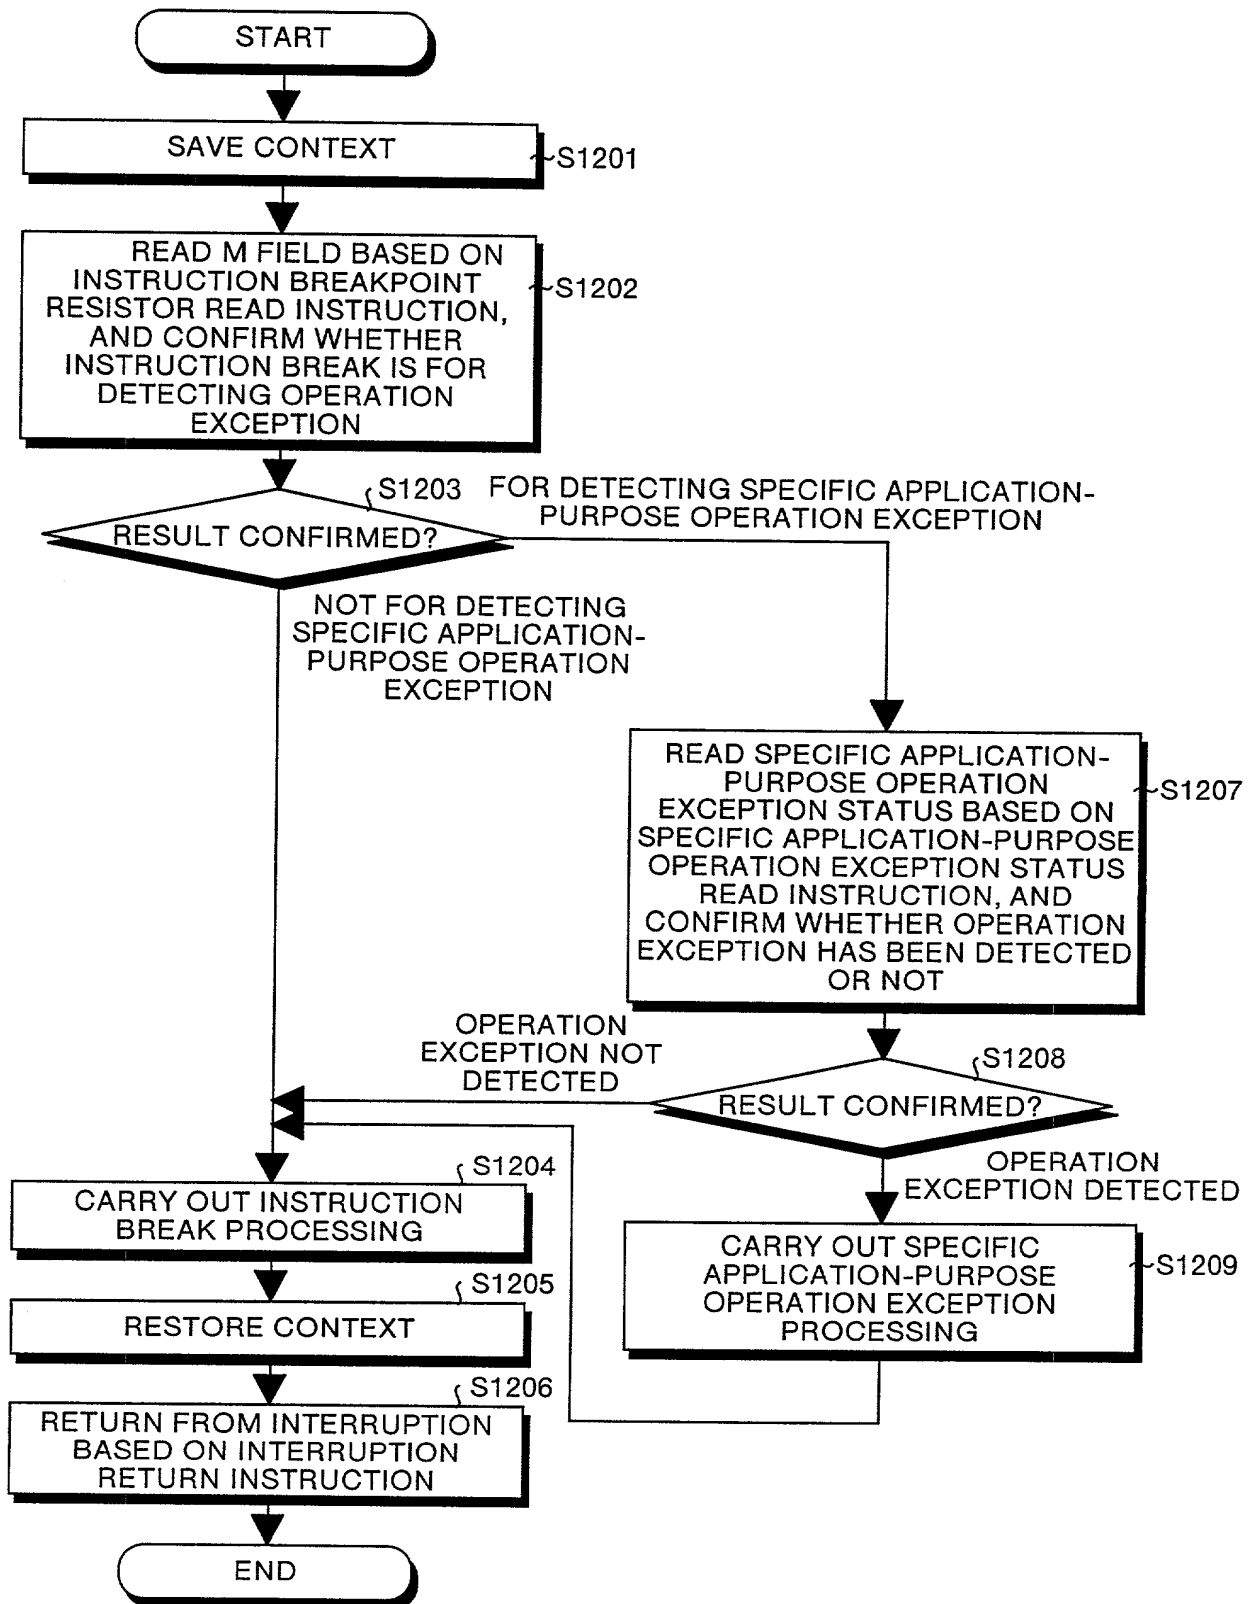 START
SAVE CONTEXT
S1201
READ M FIELD BASED ON
INSTRUCTION BREAKPOINT
RESISTOR READ INSTRUCTION,
AND CONFIRM WHETHER
INSTRUCTION BREAK IS FOR
DETECTING OPERATION
EXCEPTION
S1202
S1203
RESULT CONFIRMED?
FOR DETECTING SPECIFIC APPLICATION-
PURPOSE OPERATION EXCEPTION
NOT FOR DETECTING
SPECIFIC APPLICATION-
PURPOSE OPERATION
EXCEPTION
READ SPECIFIC APPLICATION-
PURPOSE OPERATION
EXCEPTION STATUS BASED ON
SPECIFIC APPLICATION-PURPOSE
OPERATION EXCEPTION STATUS
READ INSTRUCTION, AND
CONFIRM WHETHER OPERATION
EXCEPTION HAS BEEN DETECTED
OR NOT
S1207
OPERATION
EXCEPTION NOT
DETECTED
S1208
RESULT CONFIRMED?
OPERATION
EXCEPTION DETECTED
S1204
CARRY OUT INSTRUCTION
BREAK PROCESSING
CARRY OUT SPECIFIC
APPLICATION-PURPOSE
OPERATION EXCEPTION
PROCESSING
S1209
S1205
RESTORE CONTEXT
S1206
RETURN FROM INTERRUPTION
BASED ON INTERRUPTION
RETURN INSTRUCTION
END